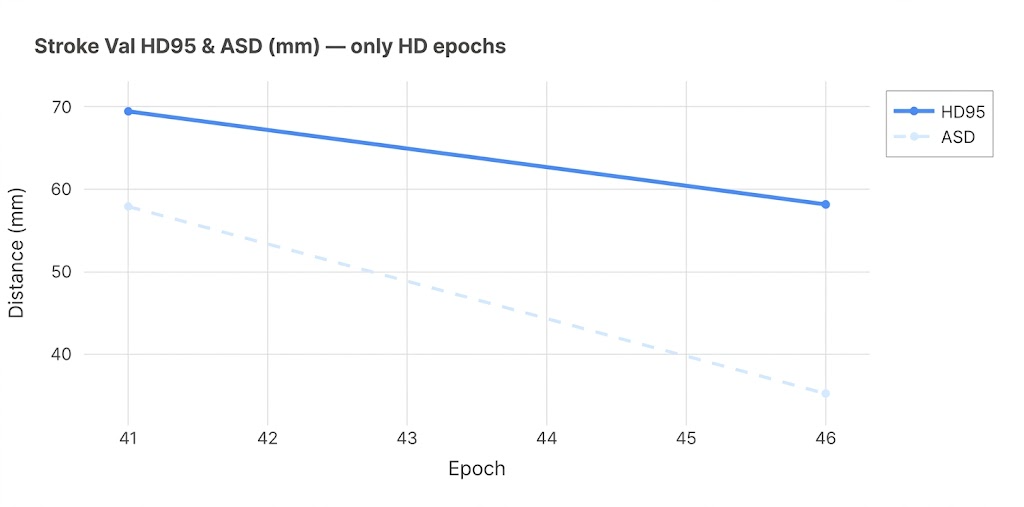 Stroke Val HD95 & ASD (mm) — only HD epochs
70
60
50
40
Distance (mm)
41 42 43 44 45 46
Epoch
HD95
ASD